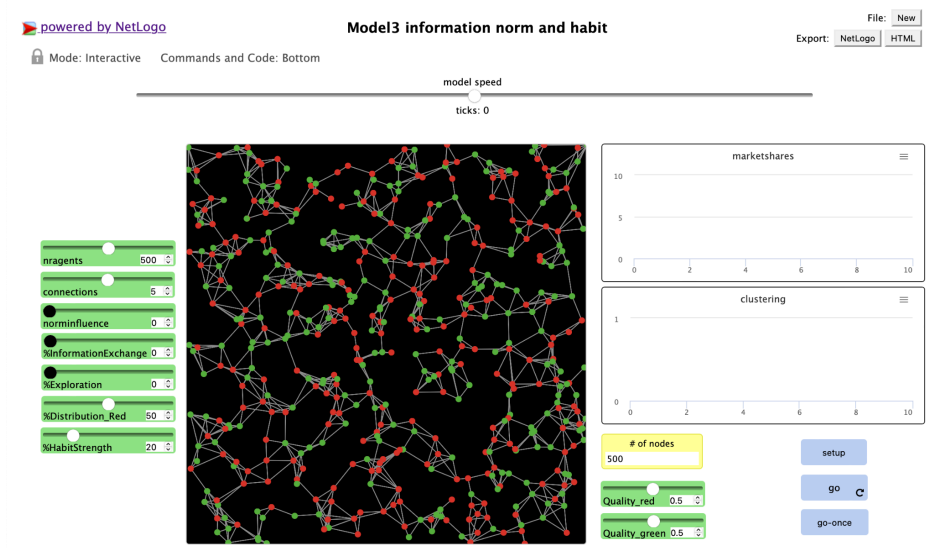 powered by NetLogo
Model3 information norm and habit
File: New
Export: NetLogo HTML
Mode: Interactive Commands and Code: Bottom
model speed
ticks: 0
nragents 500
connections 5
norminfluence 0
%InformationExchange 0
%Exploration 0
%Distribution_Red 50
%HabitStrength 20
marketshares
10
5
0
0 2 4 6 8 10
clustering
1
0
0 2 4 6 8 10
# of nodes
500
Quality_red 0.5
Quality_green 0.5
setup
go
go-once